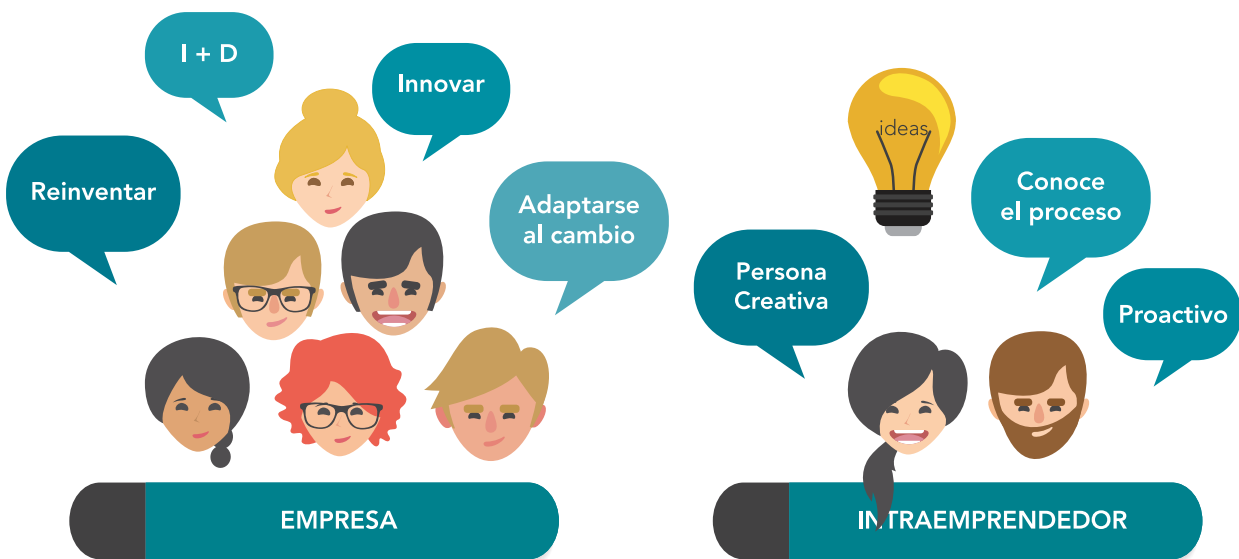 I + D
Innovar
Reinventar
Adaptarse
al cambio
EMPRESA
ideas
Conoce
el proceso
Persona
Creativa
Proactivo
INTRAEMPRENDEDOR